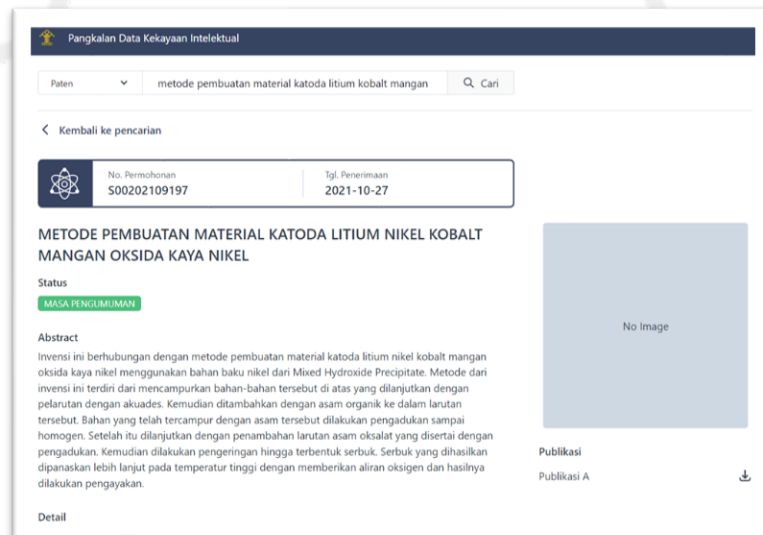 Pangkalan Data Kekayaan Intelektual
Paten
metode pembuatan material katoda litium kobalt mangan
Cari
Kembali ke pencarian
No. Permohonan
S00202109197
Tgl. Penerimaan
2021-10-27
METODE PEMBUATAN MATERIAL KATODA LITIUM NIKEL KOBALT
MANGAN OKSIDA KAYA NIKEL
Status
MASA PENGUMUMAN
Abstract
Invensi ini berhubungan dengan metode pembuatan material katoda litium nikel kobalt mangan
oksida kaya nikel menggunakan bahan baku nikel dari Mixed Hydroxide Precipitate. Metode dari
invensi ini terdiri dari mencampurkan bahan-bahan tersebut di atas yang dilanjutkan dengan
pelarutan dengan akuades. Kemudian ditambahkan dengan asam organik ke dalam larutan
tersebut. Bahan yang telah tercampur dengan asam tersebut dilakukan pengadukan sampai
homogen. Setelah itu dilanjutkan dengan penambahan larutan asam oksalat yang disertai dengan
pengadukan. Kemudian dilakukan pengeringan hingga terbentuk serbuk. Serbuk yang dihasilkan
dipanaskan lebih lanjut pada temperatur tinggi dengan memberikan aliran oksigen dan hasilnya
dilakukan pengayakan.
No Image
Publikasi
Publikasi A
Detail